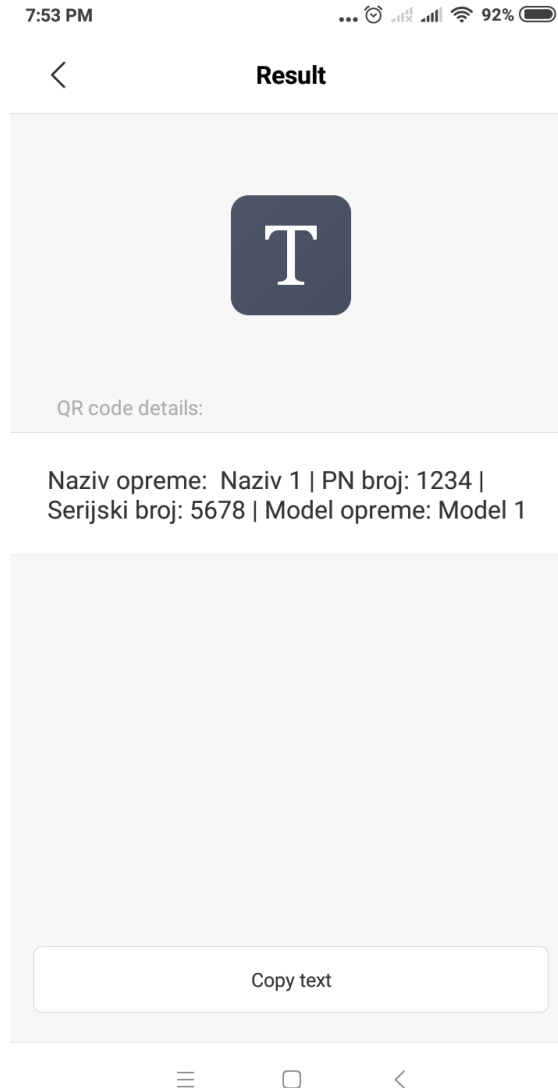 7:53 PM
92%
Result
T
QR code details:
Naziv opreme:  Naziv 1 | PN broj: 1234 |
Serijski broj: 5678 | Model opreme: Model 1
Copy text